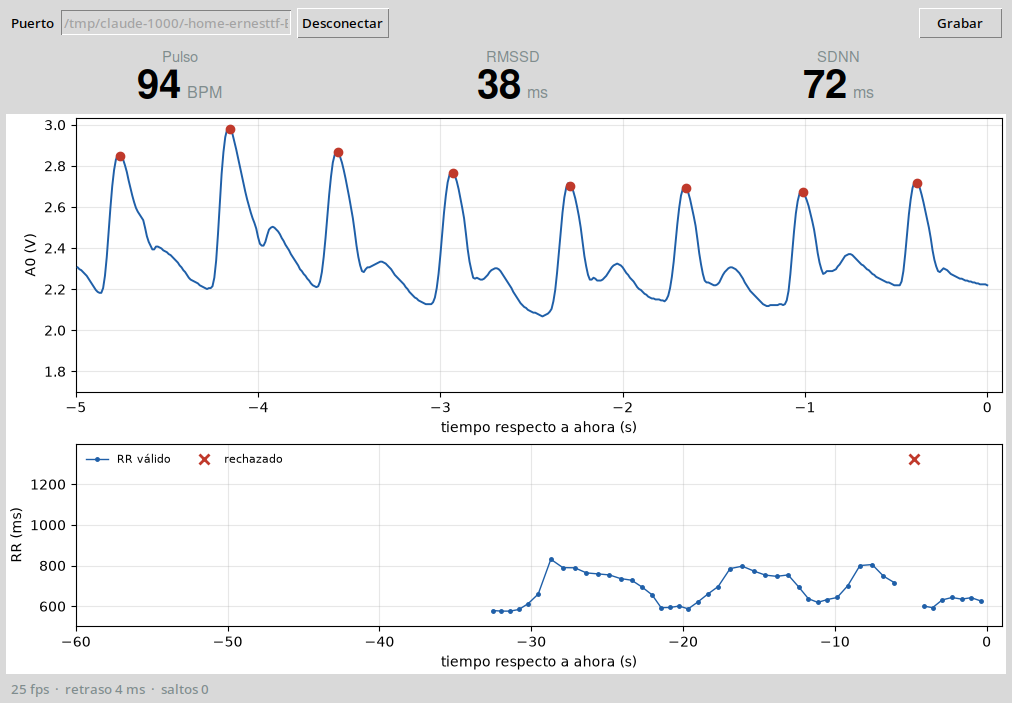 Puerto /tmp/claude-1000/-home-ernesttf-E Desconectar Grabar
Pulso RMSSD SDNN
94 BPM 38 ms 72 ms
3.0
2.8
2.6
2.4
2.2
2.0
1.8
A0 (V)
−5 −4 −3 −2 −1 0
tiempo respecto a ahora (s)
RR válido rechazado
1200
1000
800
600
RR (ms)
−60 −50 −40 −30 −20 −10 0
tiempo respecto a ahora (s)
25 fps · retraso 4 ms · saltos 0